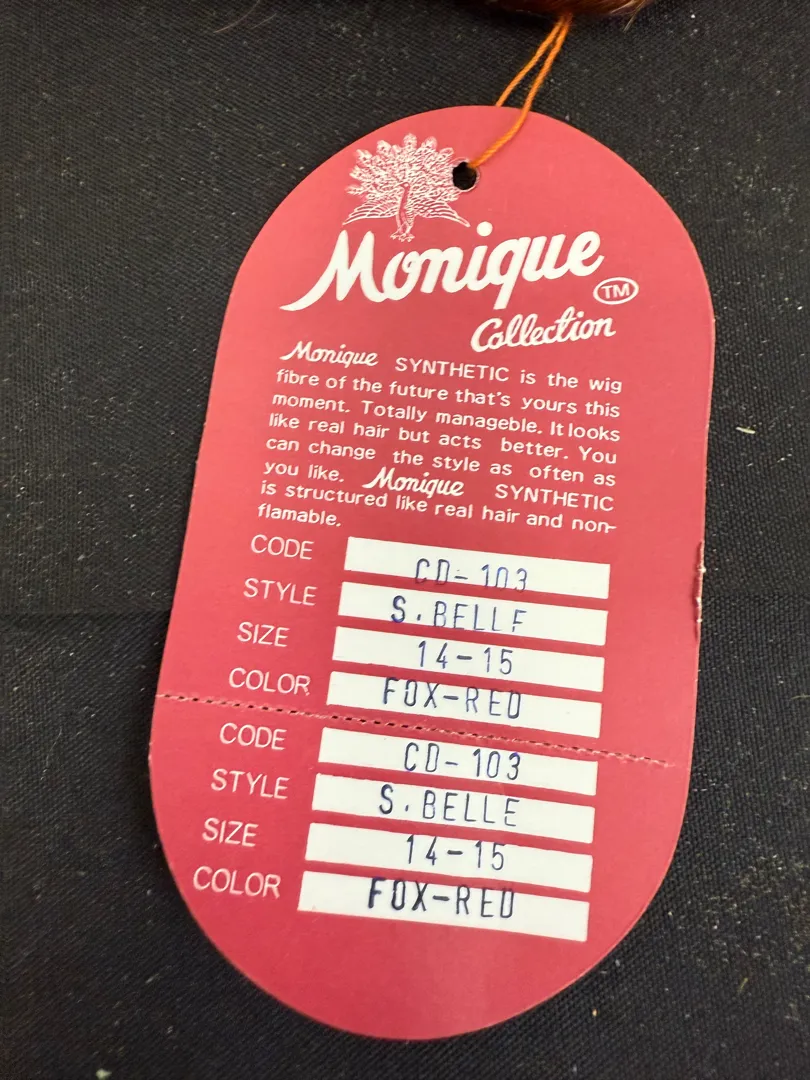 Monique
TM
Collection
Monique SYNTHETIC is the wig
fibre of the future that's yours this
moment. Totally manageble. It looks
like real hair but acts better. You
can change the style as often as
you like. Monique SYNTHETIC
is structured like real hair and non-
flamable.
CODE CD-103
STYLE S.BELLE
SIZE 14-15
COLOR FOX-RED
CODE CD-103
STYLE S.BELLE
SIZE 14-15
COLOR FOX-RED